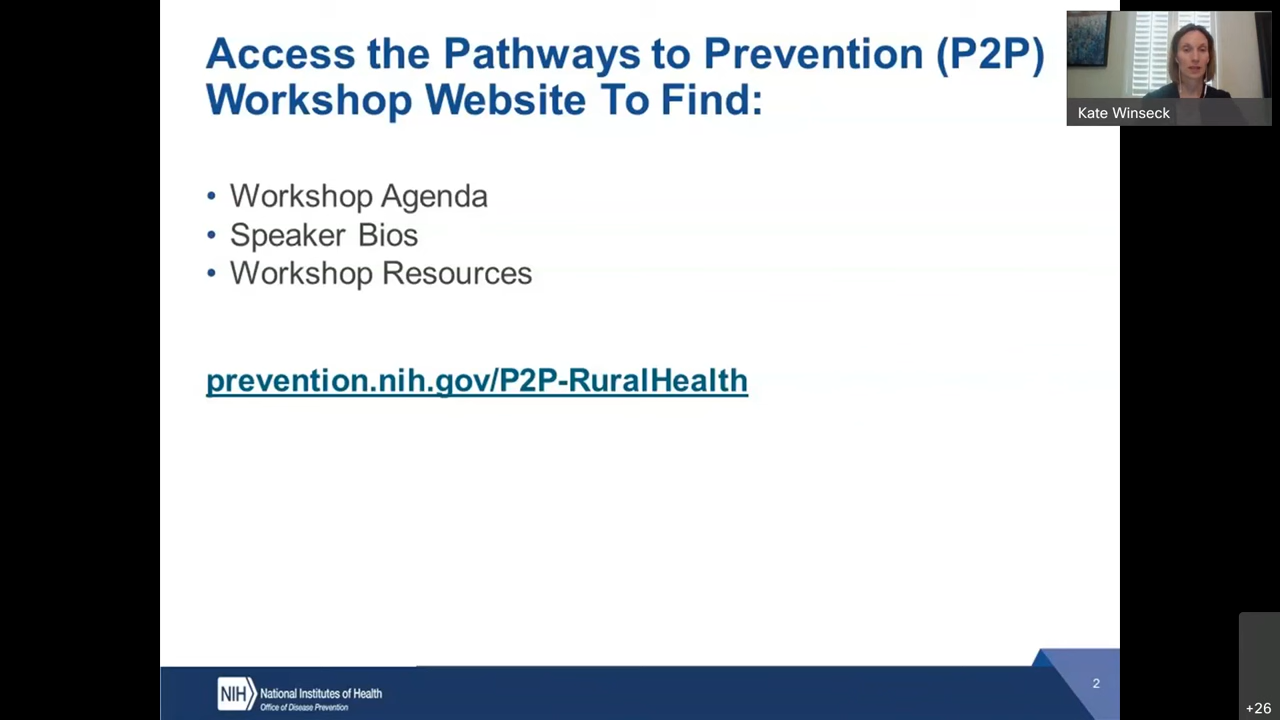 Access the Pathways to Prevention (P2P)
Workshop Website To Find:
Kate Winseck
• Workshop Agenda
• Speaker Bios
• Workshop Resources
prevention.nih.gov/P2P-RuralHealth
NIH National Institutes of Health
Office of Disease Prevention
2
+26